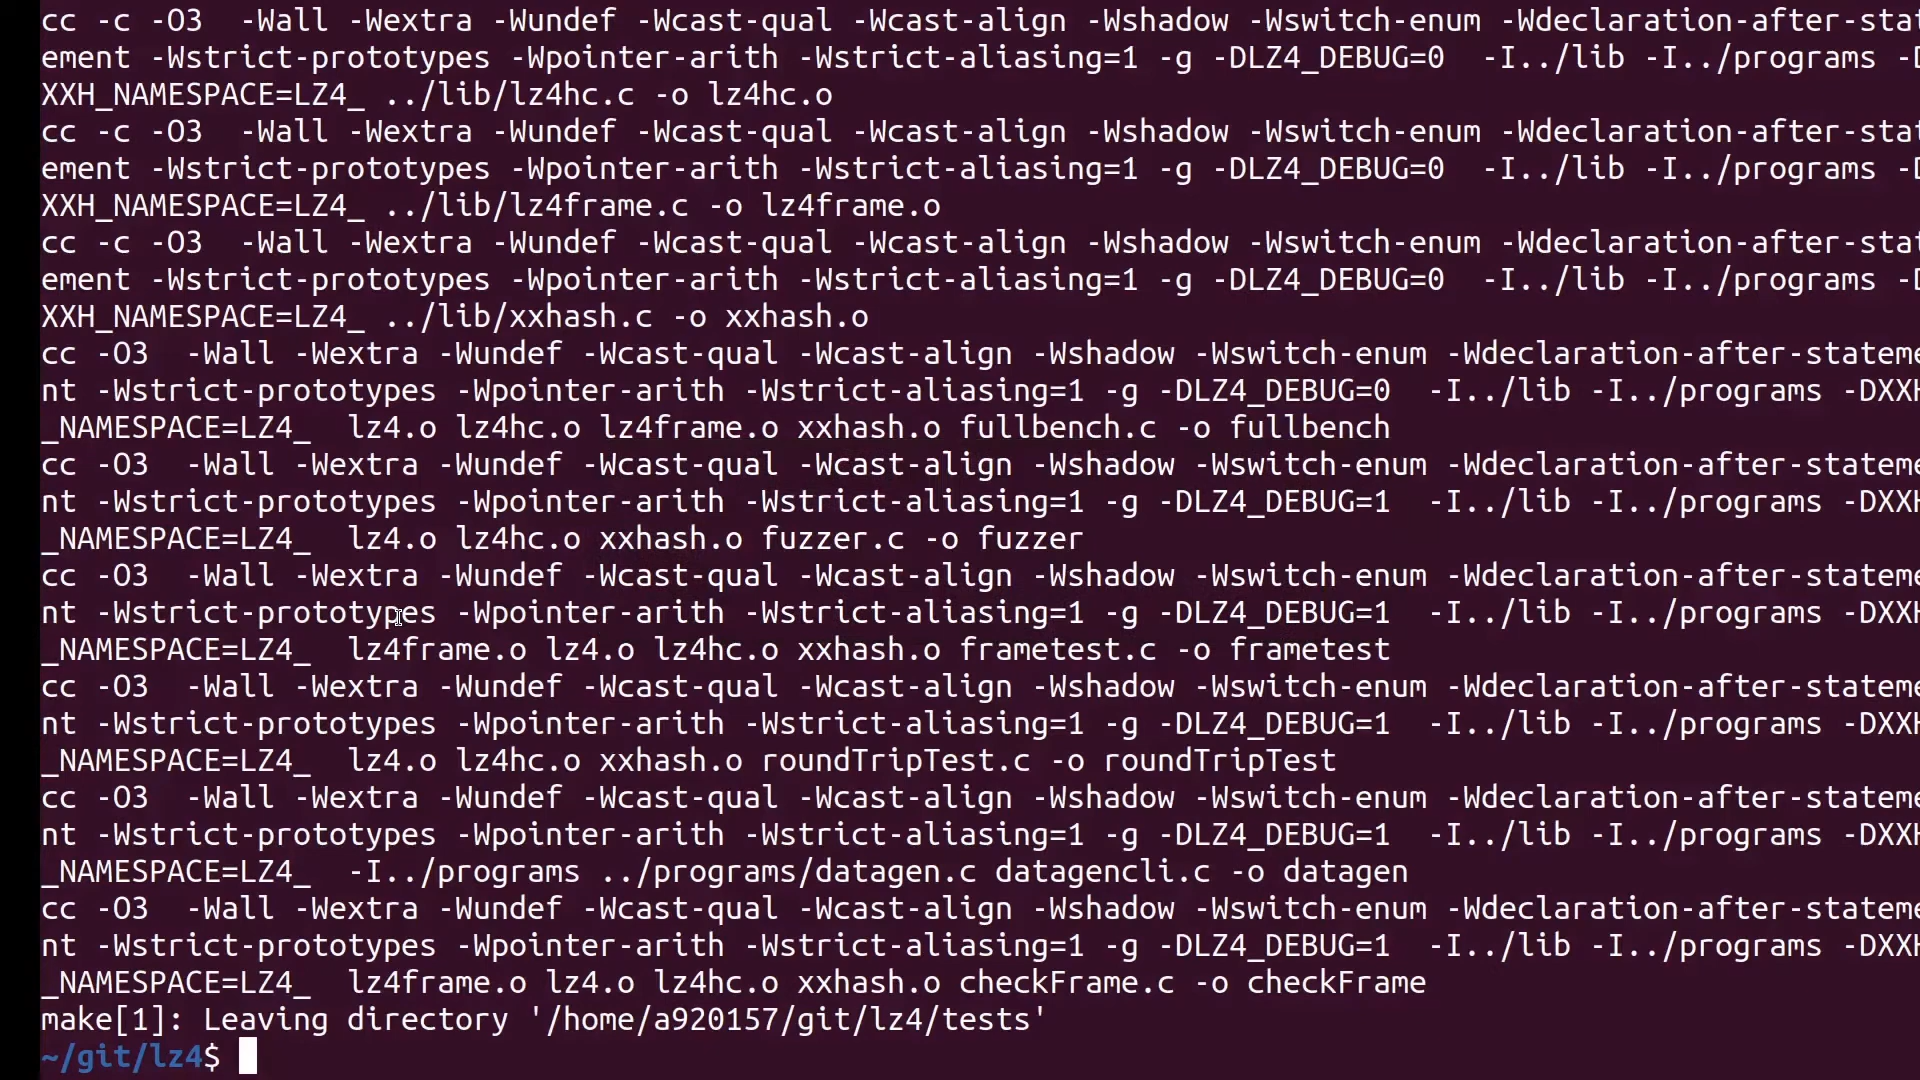 cc -c -O3  -Wall -Wextra -Wundef -Wcast-qual -Wcast-align -Wshadow -Wswitch-enum -Wdeclaration-after-stat
ement -Wstrict-prototypes -Wpointer-arith -Wstrict-aliasing=1 -g -DLZ4_DEBUG=0  -I../lib -I../programs -D
XXH_NAMESPACE=LZ4_ ../lib/lz4hc.c -o lz4hc.o
cc -c -O3  -Wall -Wextra -Wundef -Wcast-qual -Wcast-align -Wshadow -Wswitch-enum -Wdeclaration-after-stat
ement -Wstrict-prototypes -Wpointer-arith -Wstrict-aliasing=1 -g -DLZ4_DEBUG=0  -I../lib -I../programs -D
XXH_NAMESPACE=LZ4_ ../lib/lz4frame.c -o lz4frame.o
cc -c -O3  -Wall -Wextra -Wundef -Wcast-qual -Wcast-align -Wshadow -Wswitch-enum -Wdeclaration-after-stat
ement -Wstrict-prototypes -Wpointer-arith -Wstrict-aliasing=1 -g -DLZ4_DEBUG=0  -I../lib -I../programs -D
XXH_NAMESPACE=LZ4_ ../lib/xxhash.c -o xxhash.o
cc -O3  -Wall -Wextra -Wundef -Wcast-qual -Wcast-align -Wshadow -Wswitch-enum -Wdeclaration-after-stateme
nt -Wstrict-prototypes -Wpointer-arith -Wstrict-aliasing=1 -g -DLZ4_DEBUG=0  -I../lib -I../programs -DXXH
_NAMESPACE=LZ4_  lz4.o lz4hc.o lz4frame.o xxhash.o fullbench.c -o fullbench
cc -O3  -Wall -Wextra -Wundef -Wcast-qual -Wcast-align -Wshadow -Wswitch-enum -Wdeclaration-after-stateme
nt -Wstrict-prototypes -Wpointer-arith -Wstrict-aliasing=1 -g -DLZ4_DEBUG=1  -I../lib -I../programs -DXXH
_NAMESPACE=LZ4_  lz4.o lz4hc.o xxhash.o fuzzer.c -o fuzzer
cc -O3  -Wall -Wextra -Wundef -Wcast-qual -Wcast-align -Wshadow -Wswitch-enum -Wdeclaration-after-stateme
nt -Wstrict-prototypes -Wpointer-arith -Wstrict-aliasing=1 -g -DLZ4_DEBUG=1  -I../lib -I../programs -DXXH
_NAMESPACE=LZ4_  lz4frame.o lz4.o lz4hc.o xxhash.o frametest.c -o frametest
cc -O3  -Wall -Wextra -Wundef -Wcast-qual -Wcast-align -Wshadow -Wswitch-enum -Wdeclaration-after-stateme
nt -Wstrict-prototypes -Wpointer-arith -Wstrict-aliasing=1 -g -DLZ4_DEBUG=1  -I../lib -I../programs -DXXH
_NAMESPACE=LZ4_  lz4.o lz4hc.o xxhash.o roundTripTest.c -o roundTripTest
cc -O3  -Wall -Wextra -Wundef -Wcast-qual -Wcast-align -Wshadow -Wswitch-enum -Wdeclaration-after-stateme
nt -Wstrict-prototypes -Wpointer-arith -Wstrict-aliasing=1 -g -DLZ4_DEBUG=1  -I../lib -I../programs -DXXH
_NAMESPACE=LZ4_  -I../programs ../programs/datagen.c datagencli.c -o datagen
cc -O3  -Wall -Wextra -Wundef -Wcast-qual -Wcast-align -Wshadow -Wswitch-enum -Wdeclaration-after-stateme
nt -Wstrict-prototypes -Wpointer-arith -Wstrict-aliasing=1 -g -DLZ4_DEBUG=1  -I../lib -I../programs -DXXH
_NAMESPACE=LZ4_  lz4frame.o lz4.o lz4hc.o xxhash.o checkFrame.c -o checkFrame
make[1]: Leaving directory '/home/a920157/git/lz4/tests'
~/git/lz4$